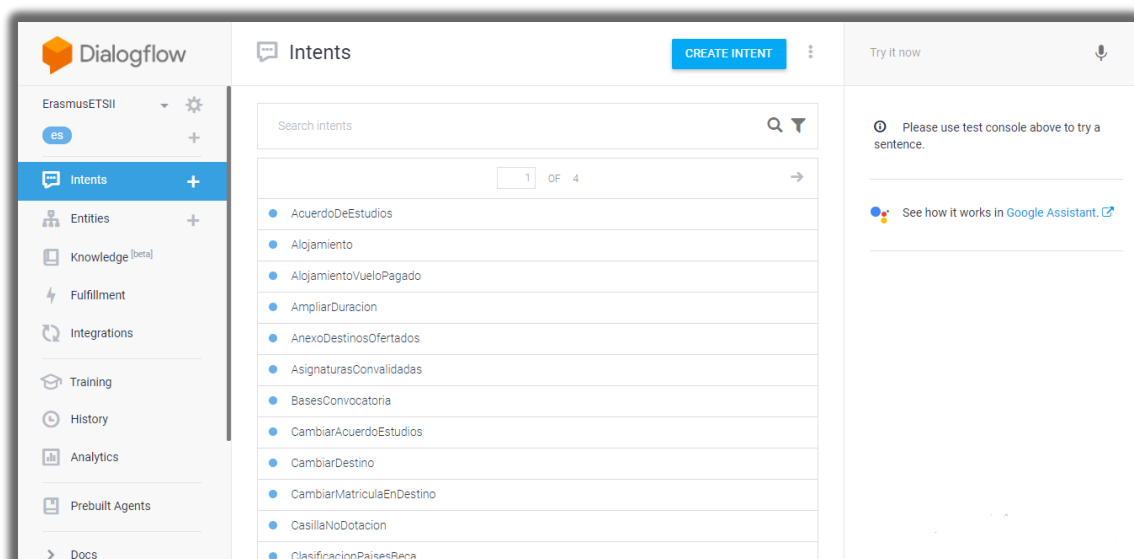 Dialogflow
ErasmusETSII
es
Intents
Entities
Knowledge [beta]
Fulfillment
Integrations
Training
History
Analytics
Prebuilt Agents
Docs
Intents
CREATE INTENT
Search intents
1 OF 4
AcuerdoDeEstudios
Alojamiento
AlojamientoVueloPagado
AmpliarDuracion
AnexoDestinosOfertados
AsignaturasConvalidadas
BasesConvocatoria
CambiarAcuerdoEstudios
CambiarDestino
CambiarMatriculaEnDestino
CasillaNoDotacion
ClasificacionPaisesBeca
Try it now
Please use test console above to try a
sentence.
See how it works in Google Assistant.